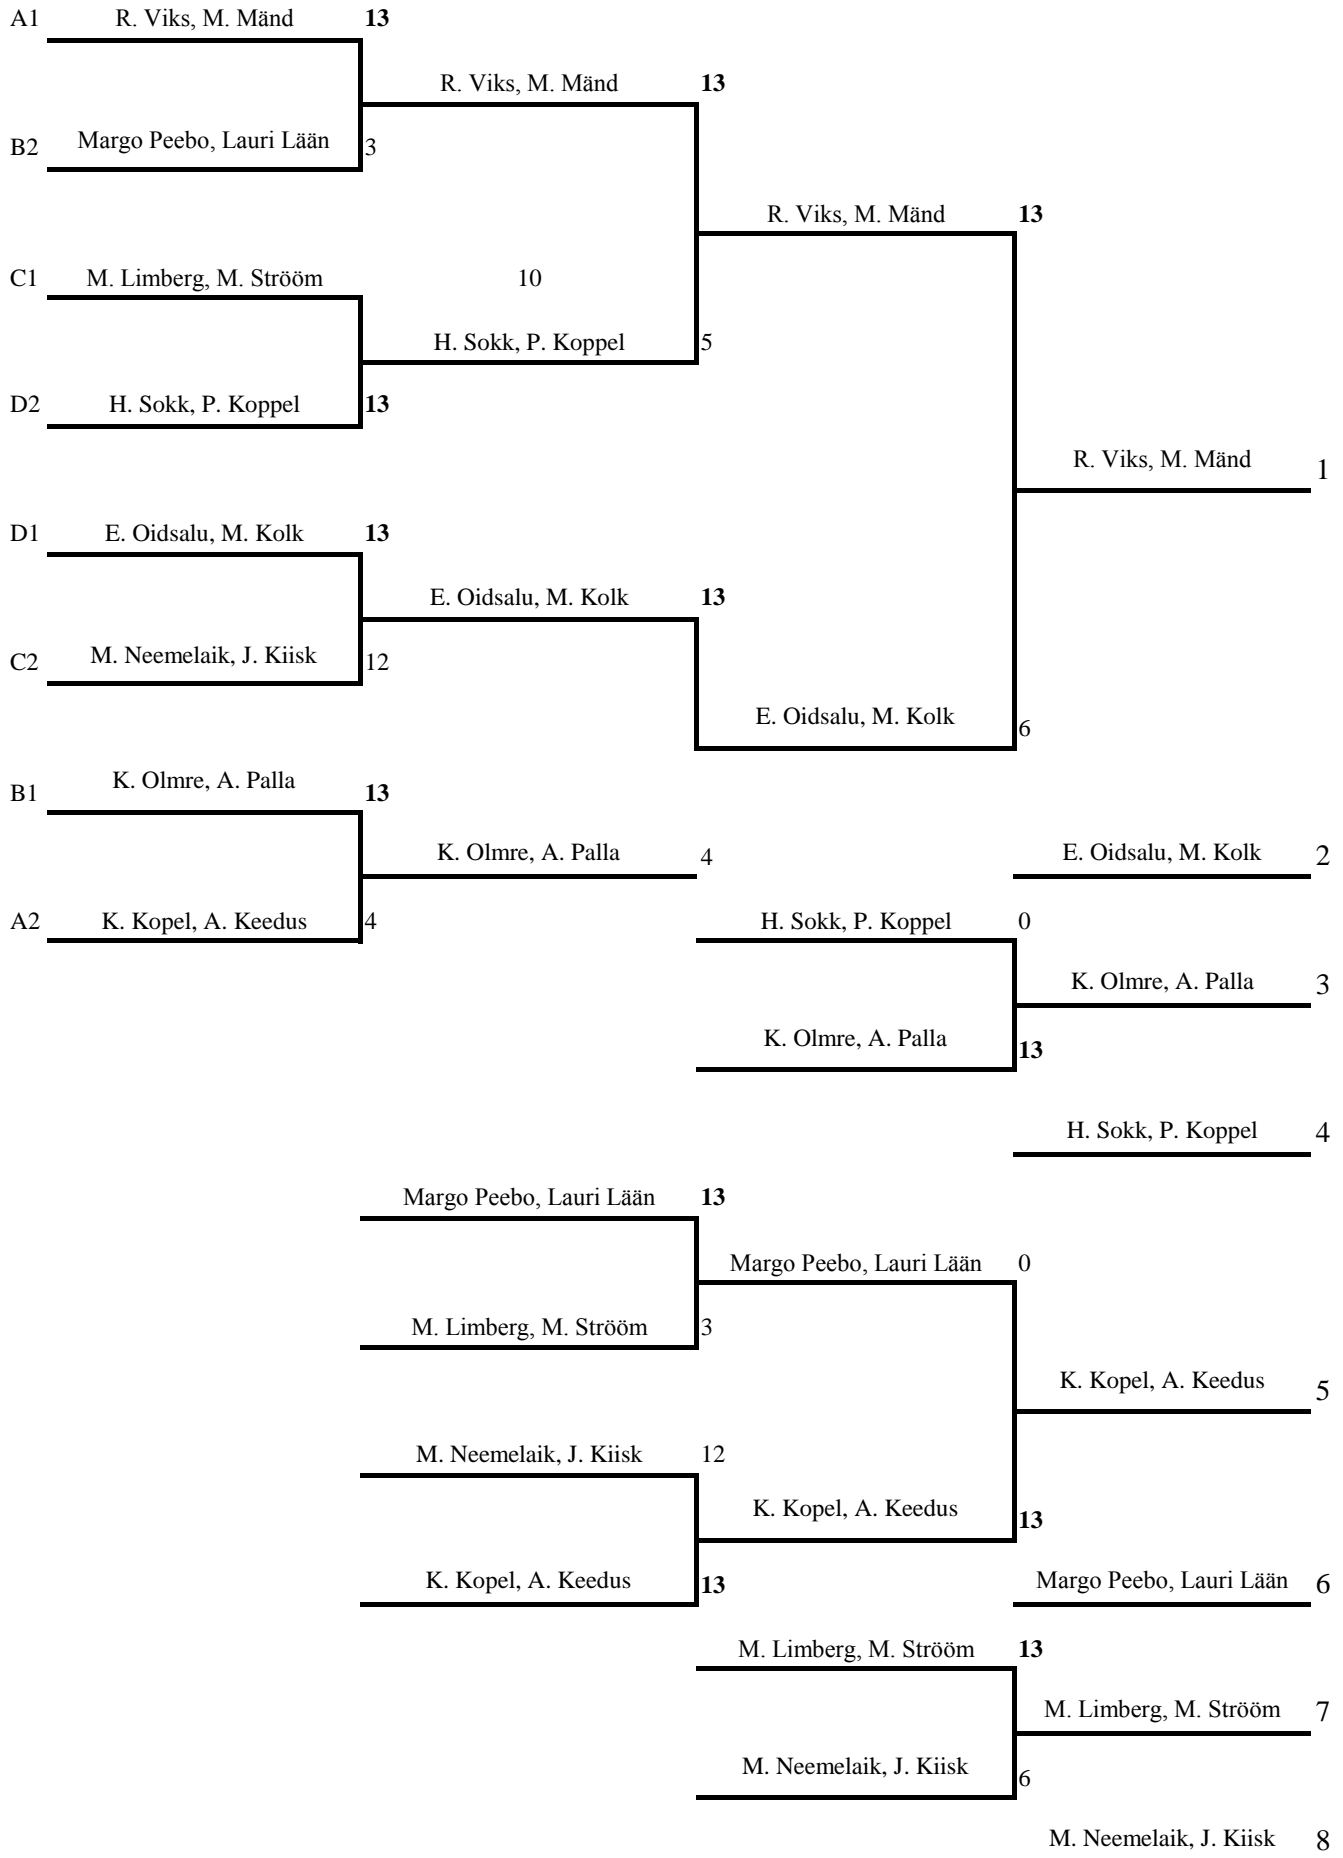 A1 R. Viks, M. Mänd 13
R. Viks, M. Mänd 13
B2 Margo Peebo, Lauri Lään 3
R. Viks, M. Mänd 13
C1 M. Limberg, M. Strööm 10
H. Sokk, P. Koppel 5
D2 H. Sokk, P. Koppel 13
R. Viks, M. Mänd 1
D1 E. Oidsalu, M. Kolk 13
E. Oidsalu, M. Kolk 13
C2 M. Neemelaik, J. Kiisk 12
E. Oidsalu, M. Kolk 6
B1 K. Olmre, A. Palla 13
K. Olmre, A. Palla 4
E. Oidsalu, M. Kolk 2
A2 K. Kopel, A. Keedus 4
H. Sokk, P. Koppel 0
K. Olmre, A. Palla 3
K. Olmre, A. Palla 13
H. Sokk, P. Koppel 4
Margo Peebo, Lauri Lään 13
Margo Peebo, Lauri Lään 0
M. Limberg, M. Strööm 3
K. Kopel, A. Keedus 5
M. Neemelaik, J. Kiisk 12
K. Kopel, A. Keedus 13
K. Kopel, A. Keedus 13
Margo Peebo, Lauri Lään 6
M. Limberg, M. Strööm 13
M. Limberg, M. Strööm 7
M. Neemelaik, J. Kiisk 6
M. Neemelaik, J. Kiisk 8